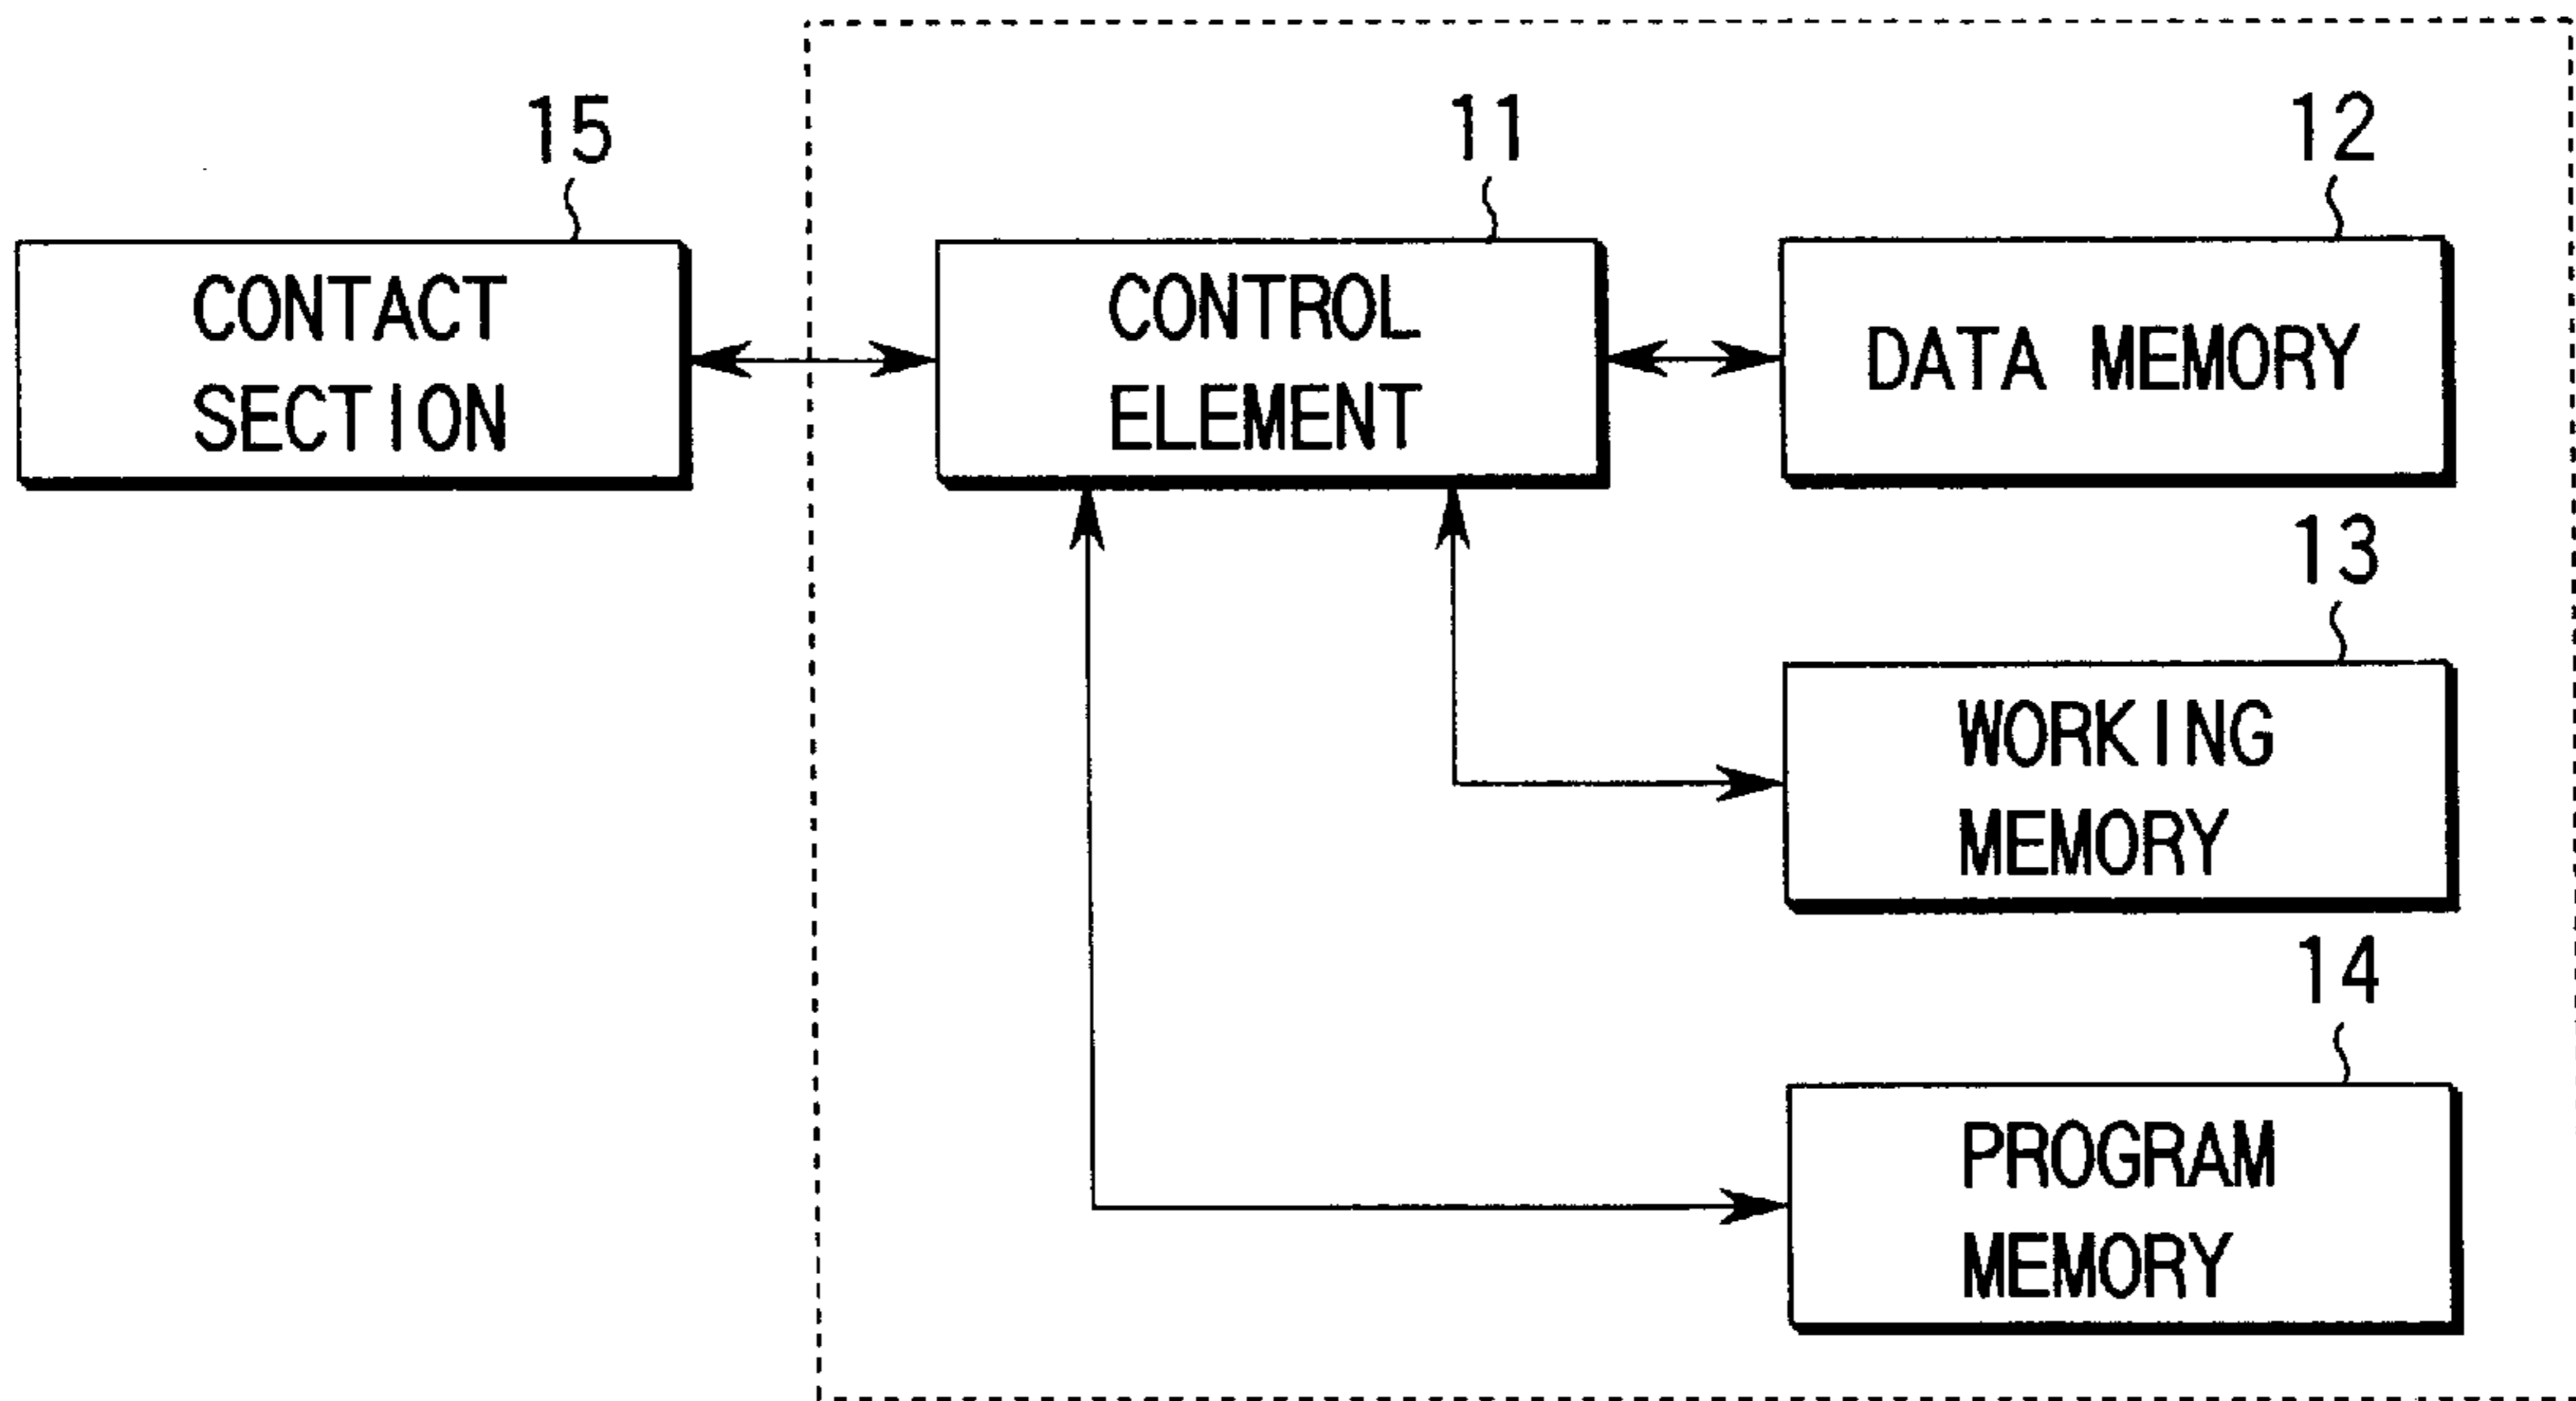 15
CONTACT
SECTION
11
CONTROL
ELEMENT
12
DATA MEMORY
13
WORKING
MEMORY
14
PROGRAM
MEMORY